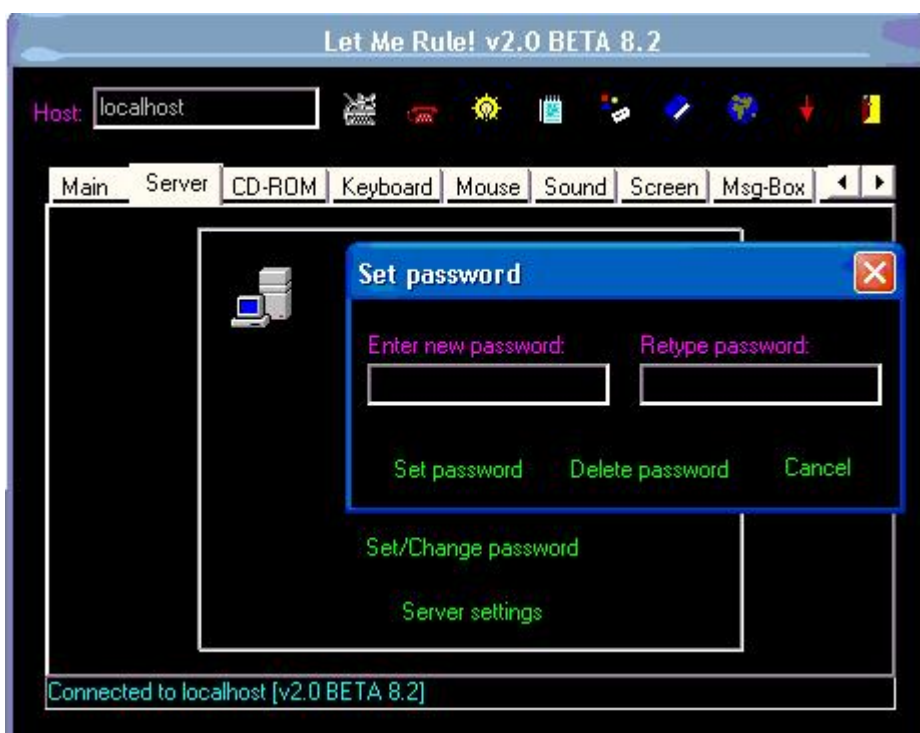 Let Me Rule! v2.0 BETA 8.2
Host: localhost
Main Server CD-ROM Keyboard Mouse Sound Screen Msg-Box
Set password
Enter new password: Retype password:
Set password Delete password Cancel
Set/Change password
Server settings
Connected to localhost [v2.0 BETA 8.2]